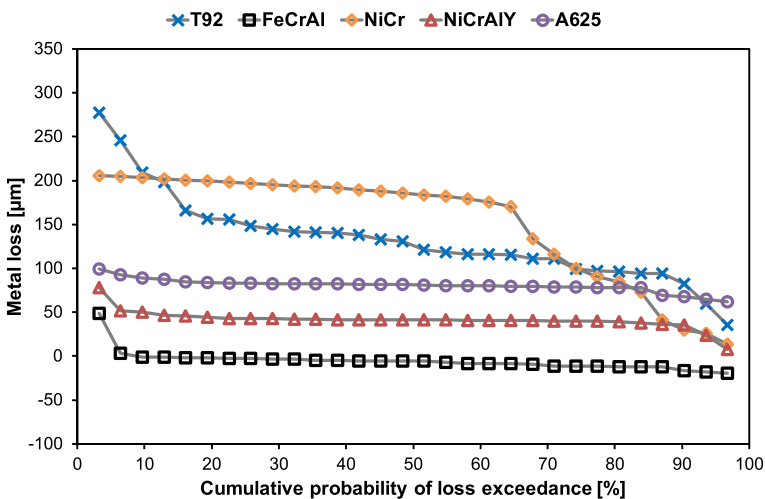 T92 FeCrAl NiCr NiCrAlY A625
350
300
250
200
150
100
50
0
-50
-100
Metal loss [µm]
0 10 20 30 40 50 60 70 80 90 100
Cumulative probability of loss exceedance [%]